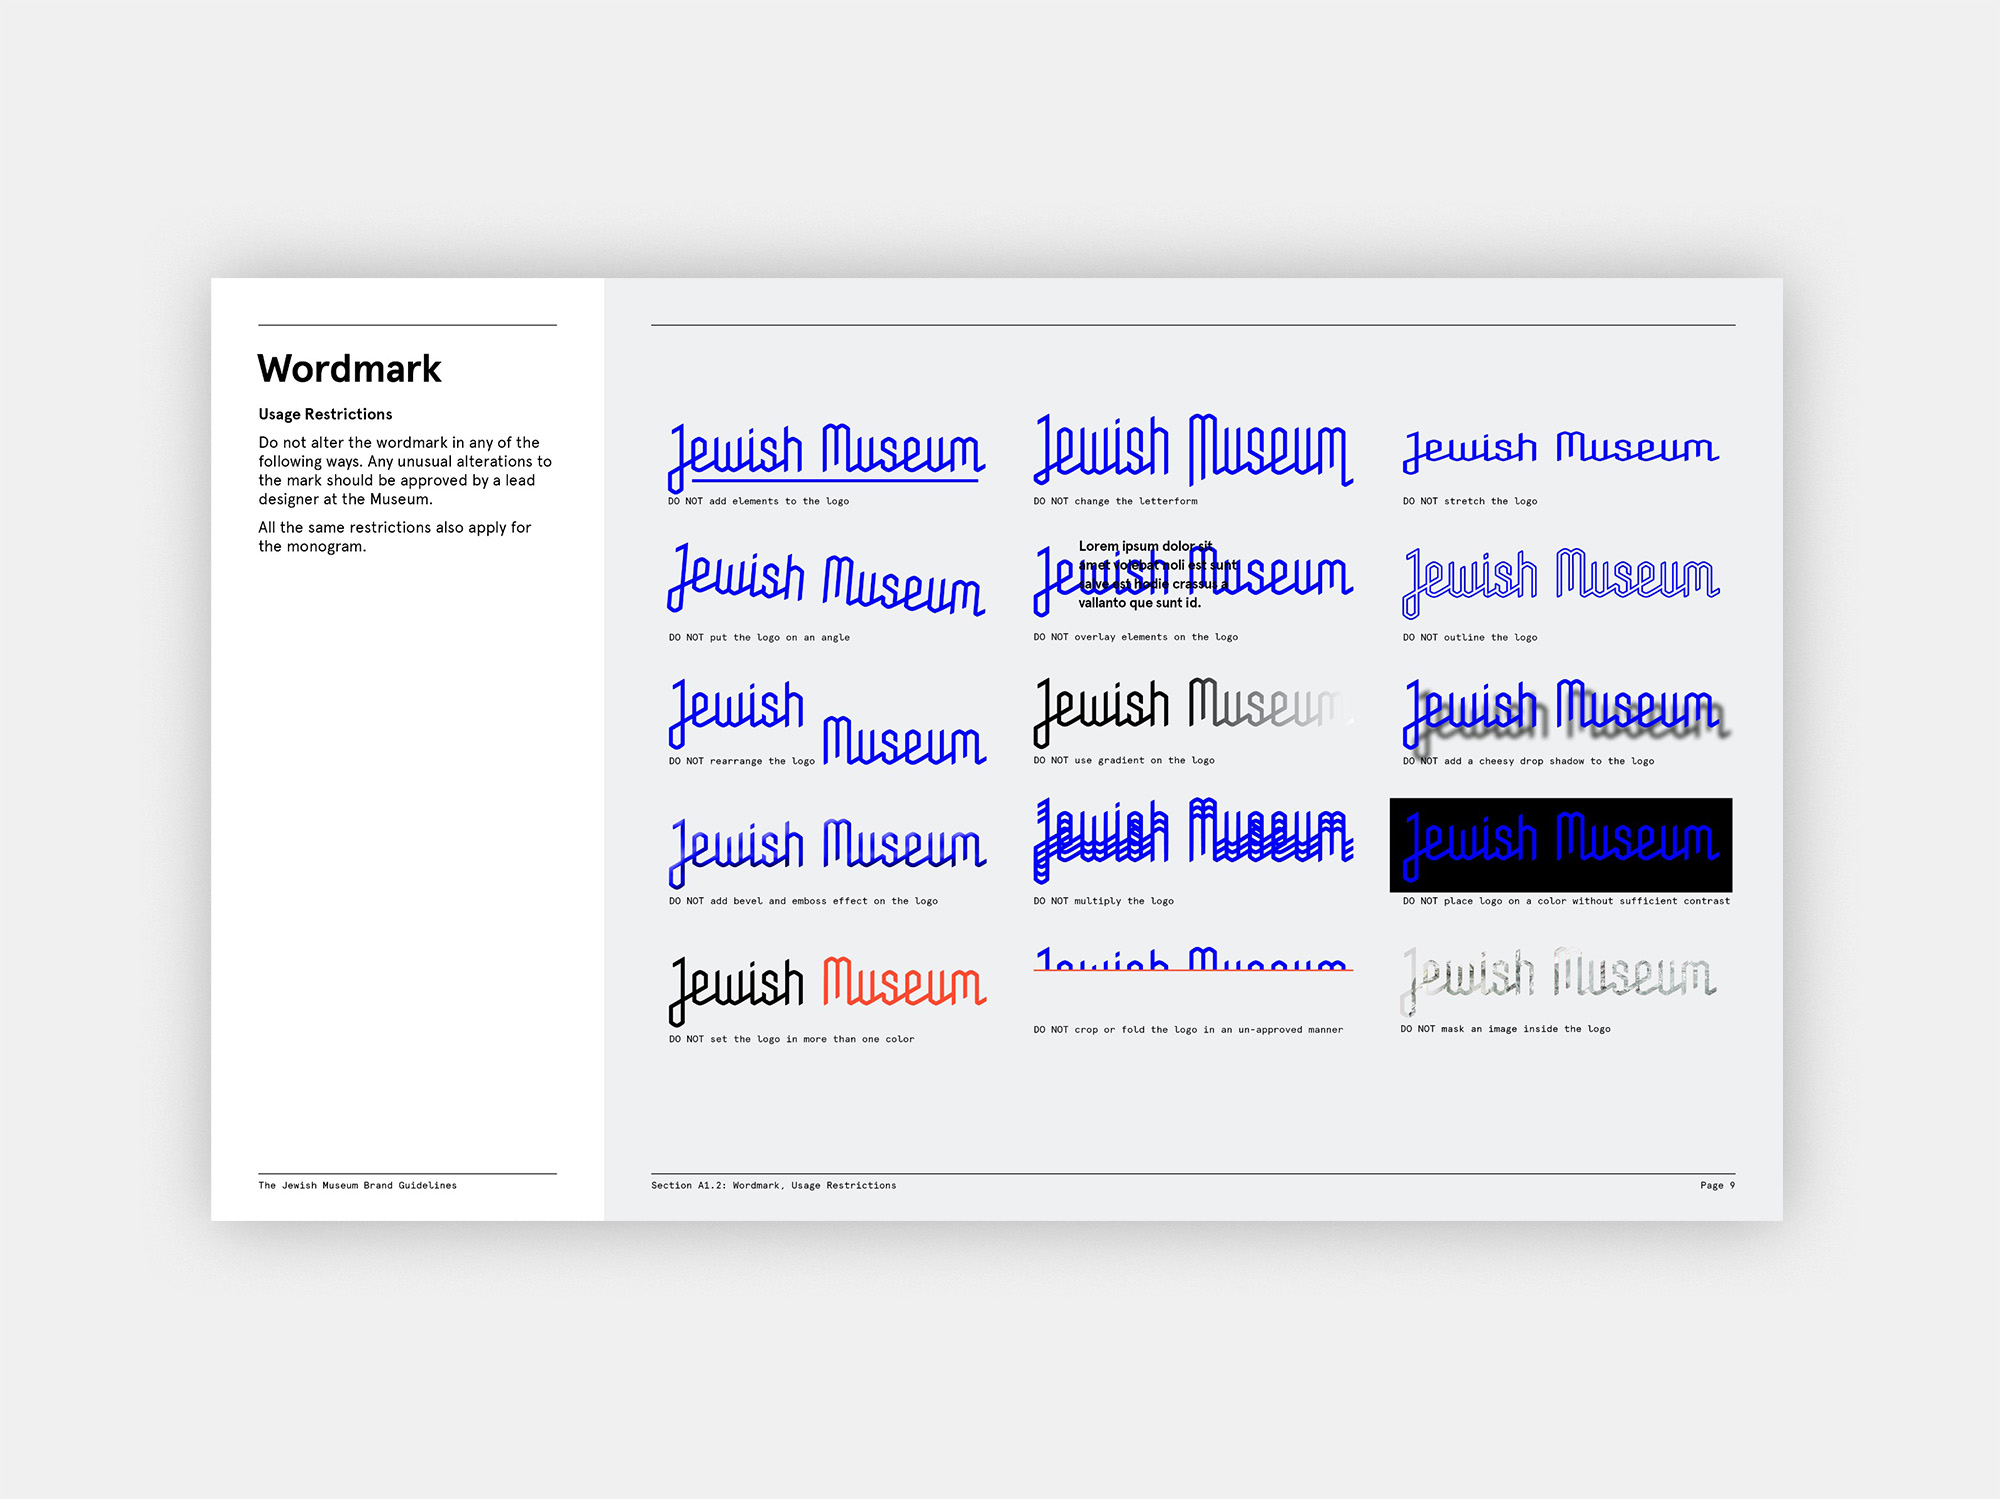 Wordmark
Usage Restrictions
Do not alter the wordmark in any of the
following ways. Any unusual alterations to
the mark should be approved by a lead
designer at the Museum.
All the same restrictions also apply for
the monogram.
The Jewish Museum Brand Guidelines
Jewish Museum
DO NOT add elements to the logo
Jewish Museum
DO NOT change the letterform
Jewish Museum
DO NOT stretch the logo
Jewish Museum
DO NOT put the logo on an angle
Jewish Museum
Lorem ipsum dolor sit
amet volebat noli est sunt
salve est hodie crassus a
vallanto que sunt id.
DO NOT overlay elements on the logo
Jewish Museum
DO NOT outline the logo
Jewish
Museum
DO NOT rearrange the logo
Jewish Museum
DO NOT use gradient on the logo
Jewish Museum
DO NOT add a cheesy drop shadow to the logo
Jewish Museum
DO NOT add bevel and emboss effect on the logo
Jewish Museum
DO NOT multiply the logo
Jewish Museum
DO NOT place logo on a color without sufficient contrast
Jewish Museum
DO NOT set the logo in more than one color
Jewish Museum
DO NOT crop or fold the logo in an un-approved manner
Jewish Museum
DO NOT mask an image inside the logo
Section A1.2: Wordmark, Usage Restrictions
Page 9